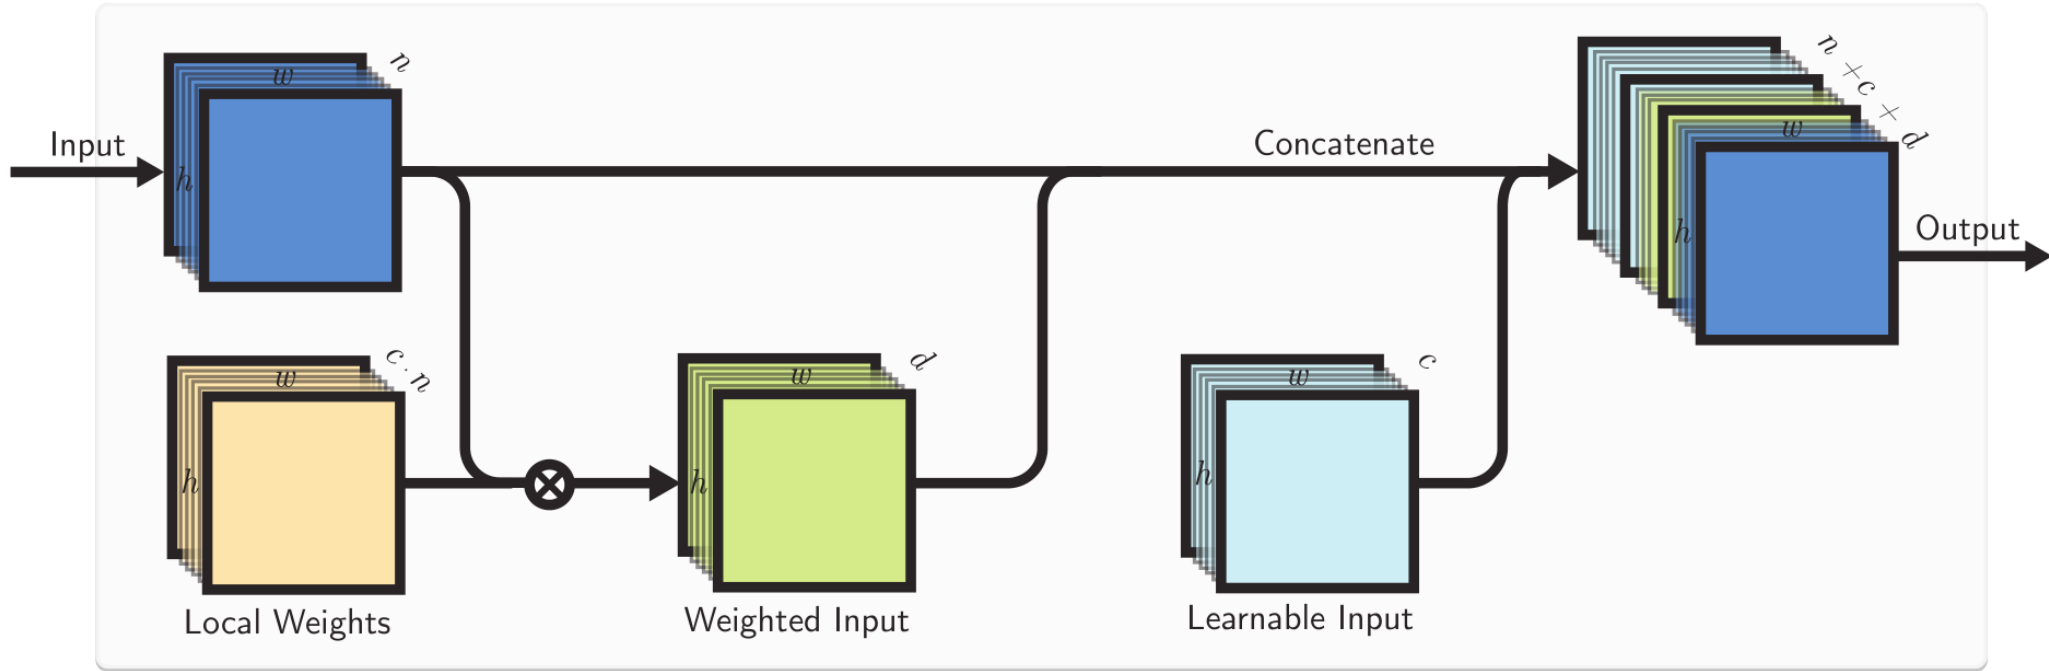 Input
w
n
h
Concatenate
w
n + c + d
h
Output
w
c · n
h
Local Weights
w
d
h
Weighted Input
w
c
h
Learnable Input